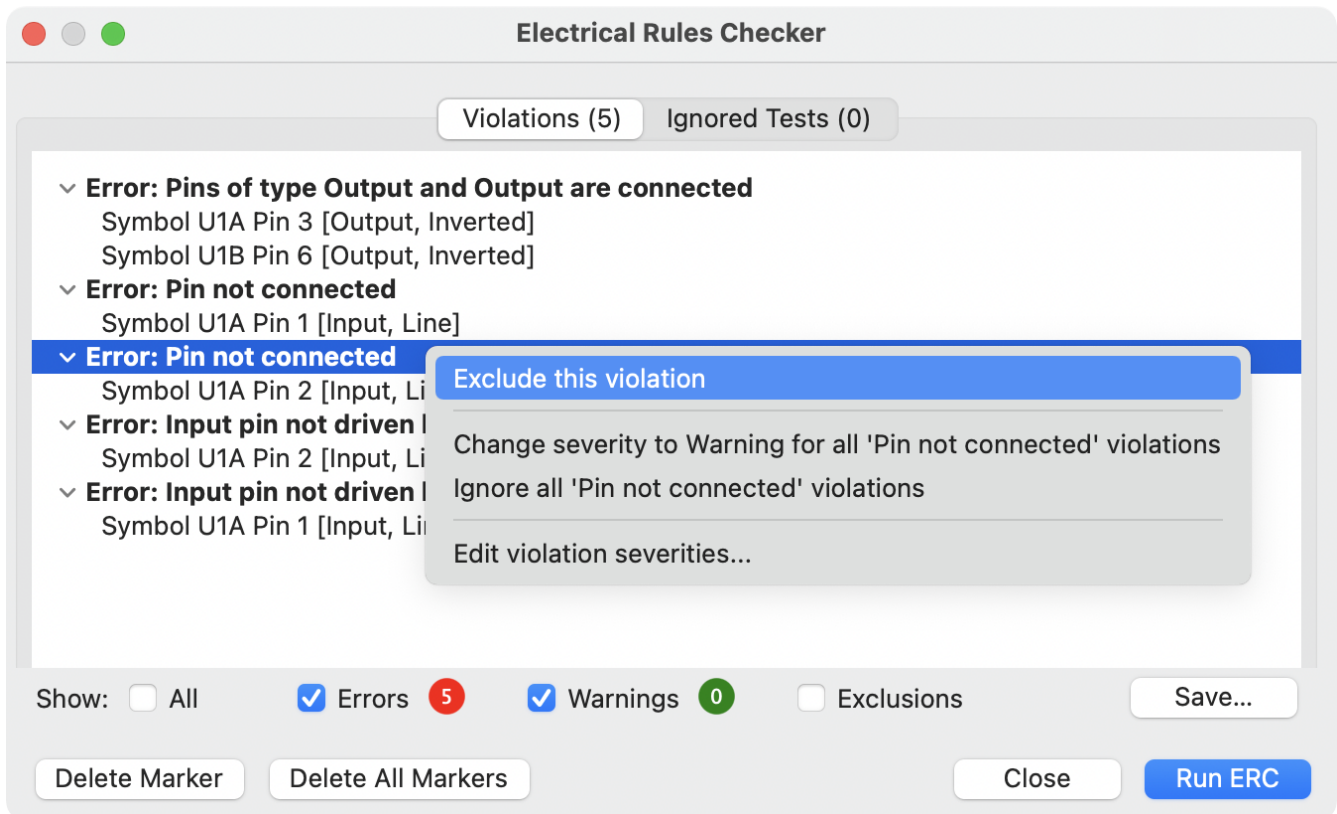 Electrical Rules Checker
Violations (5)
Ignored Tests (0)
Error: Pins of type Output and Output are connected
Symbol U1A Pin 3 [Output, Inverted]
Symbol U1B Pin 6 [Output, Inverted]
Error: Pin not connected
Symbol U1A Pin 1 [Input, Line]
Error: Pin not connected
Symbol U1A Pin 2 [Input,
Error: Input pin not driven
Symbol U1A Pin 2 [Input,
Error: Input pin not driven
Symbol U1A Pin 1 [Input,
Exclude this violation
Change severity to Warning for all 'Pin not connected' violations
Ignore all 'Pin not connected' violations
Edit violation severities...
Show: All Errors 5 Warnings 0 Exclusions Save...
Delete Marker Delete All Markers Close Run ERC